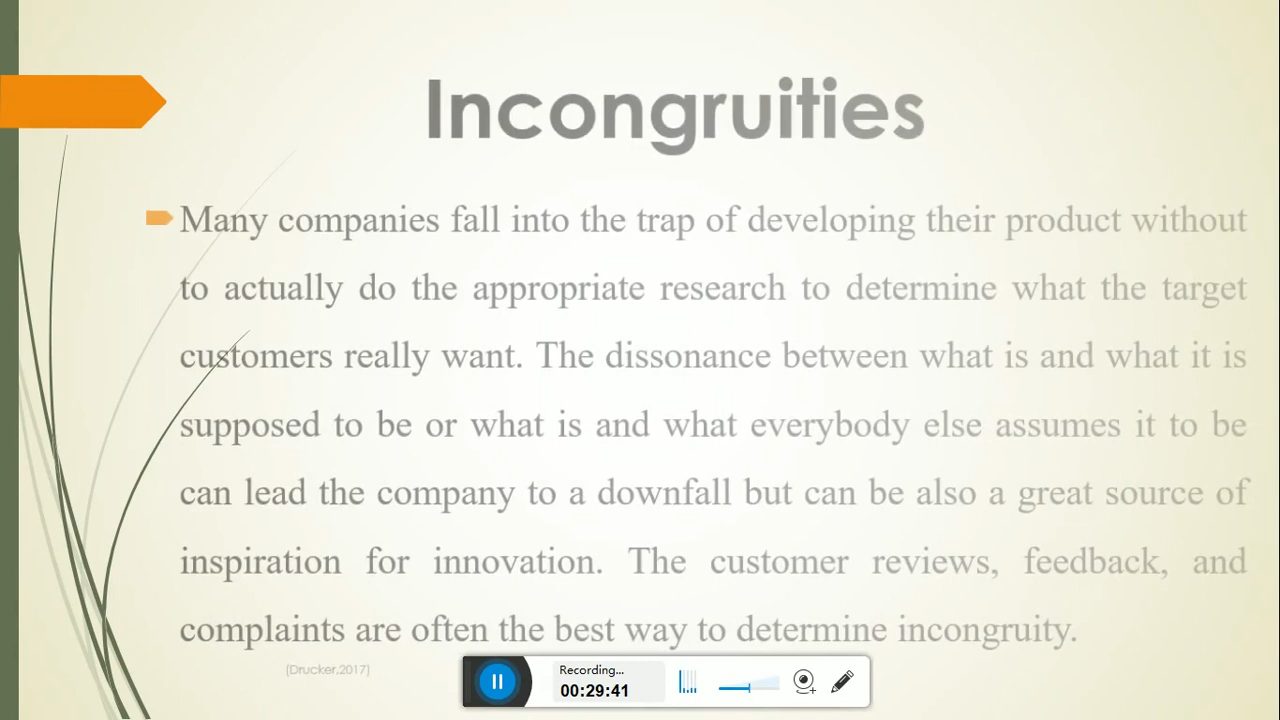 Incongruities
Many companies fall into the trap of developing their product without
to actually do the appropriate research to determine what the target
customers really want. The dissonance between what is and what it is
supposed to be or what is and what everybody else assumes it to be
can lead the company to a downfall but can be also a great source of
inspiration for innovation. The customer reviews, feedback, and
complaints are often the best way to determine incongruity.
(Drucker,2017)
Recording...
00:29:41